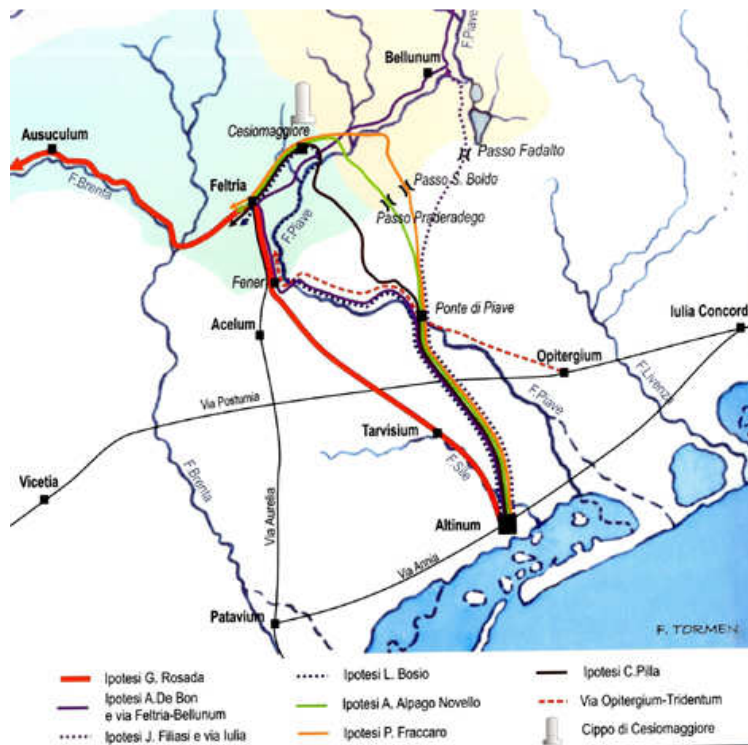 F.Piave
Bellunum
Ausuculum
Cesiomaggiore
Passo Fadalto
F.Brenta
Passo S. Boldo
Feltria
Passo Praderadego
F.Piave
Fener
Ponte di Piave
Iulia Concord
Acelum
Opitergium
F.Livenza
Via Postumia
F.Piave
Tarvisium
F.Sile
Vicetia
F.Brenta
Via Aurelia
Altinum
Via Annia
Patavium
F. TORMEN
Ipotesi G. Rosada
Ipotesi A.De Bon
e via Feltria-Bellunum
Ipotesi J. Filiasi e via Iulia
Ipotesi L. Bosio
Ipotesi A. Alpago Novello
Ipotesi P. Fraccaro
Ipotesi C.Pilla
Via Opitergium-Tridentum
Cippo di Cesiomaggiore